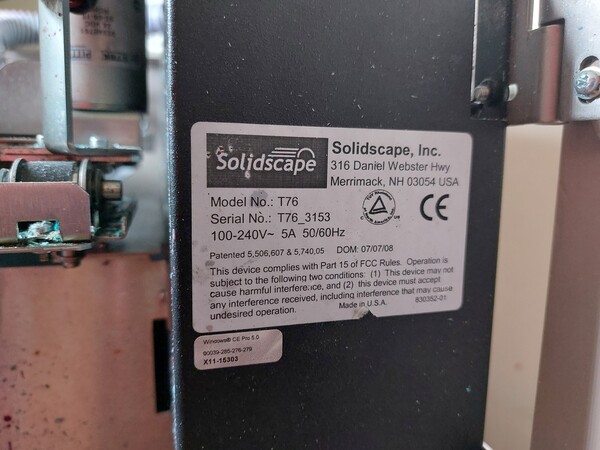 Solidscape
Solidscape, Inc.
316 Daniel Webster Hwy
Merrimack, NH 03054 USA
Model No.: T76
Serial No.: T76_3153
100-240V~ 5A 50/60Hz
Patented 5,506,607 & 5,740,05 DOM: 07/07/08
This device complies with Part 15 of FCC Rules. Operation is
subject to the following two conditions: (1) This device may not
cause harmful interference, and (2) this device must accept
any interference received, including interference that may cause
undesired operation.
Made in U.S.A. 830352-01
CE
Windows® CE Pro 5.0
00039-285-276-279
X11-15303